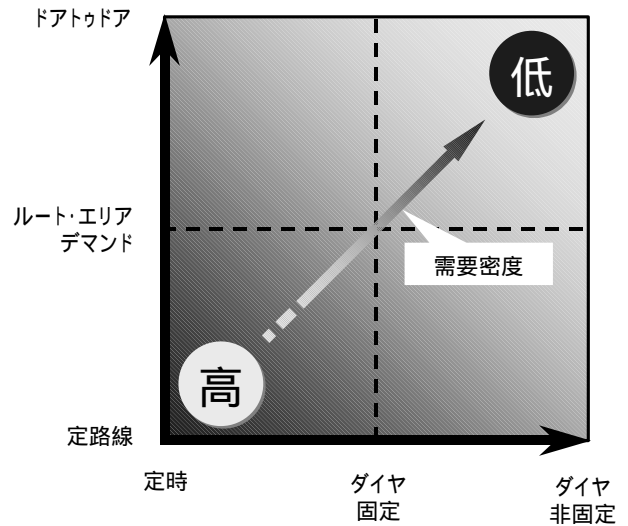 ドアトゥドア
低
ルート・エリア
デマンド
需要密度
高
定路線
定時
ダイヤ
固定
ダイヤ
非固定